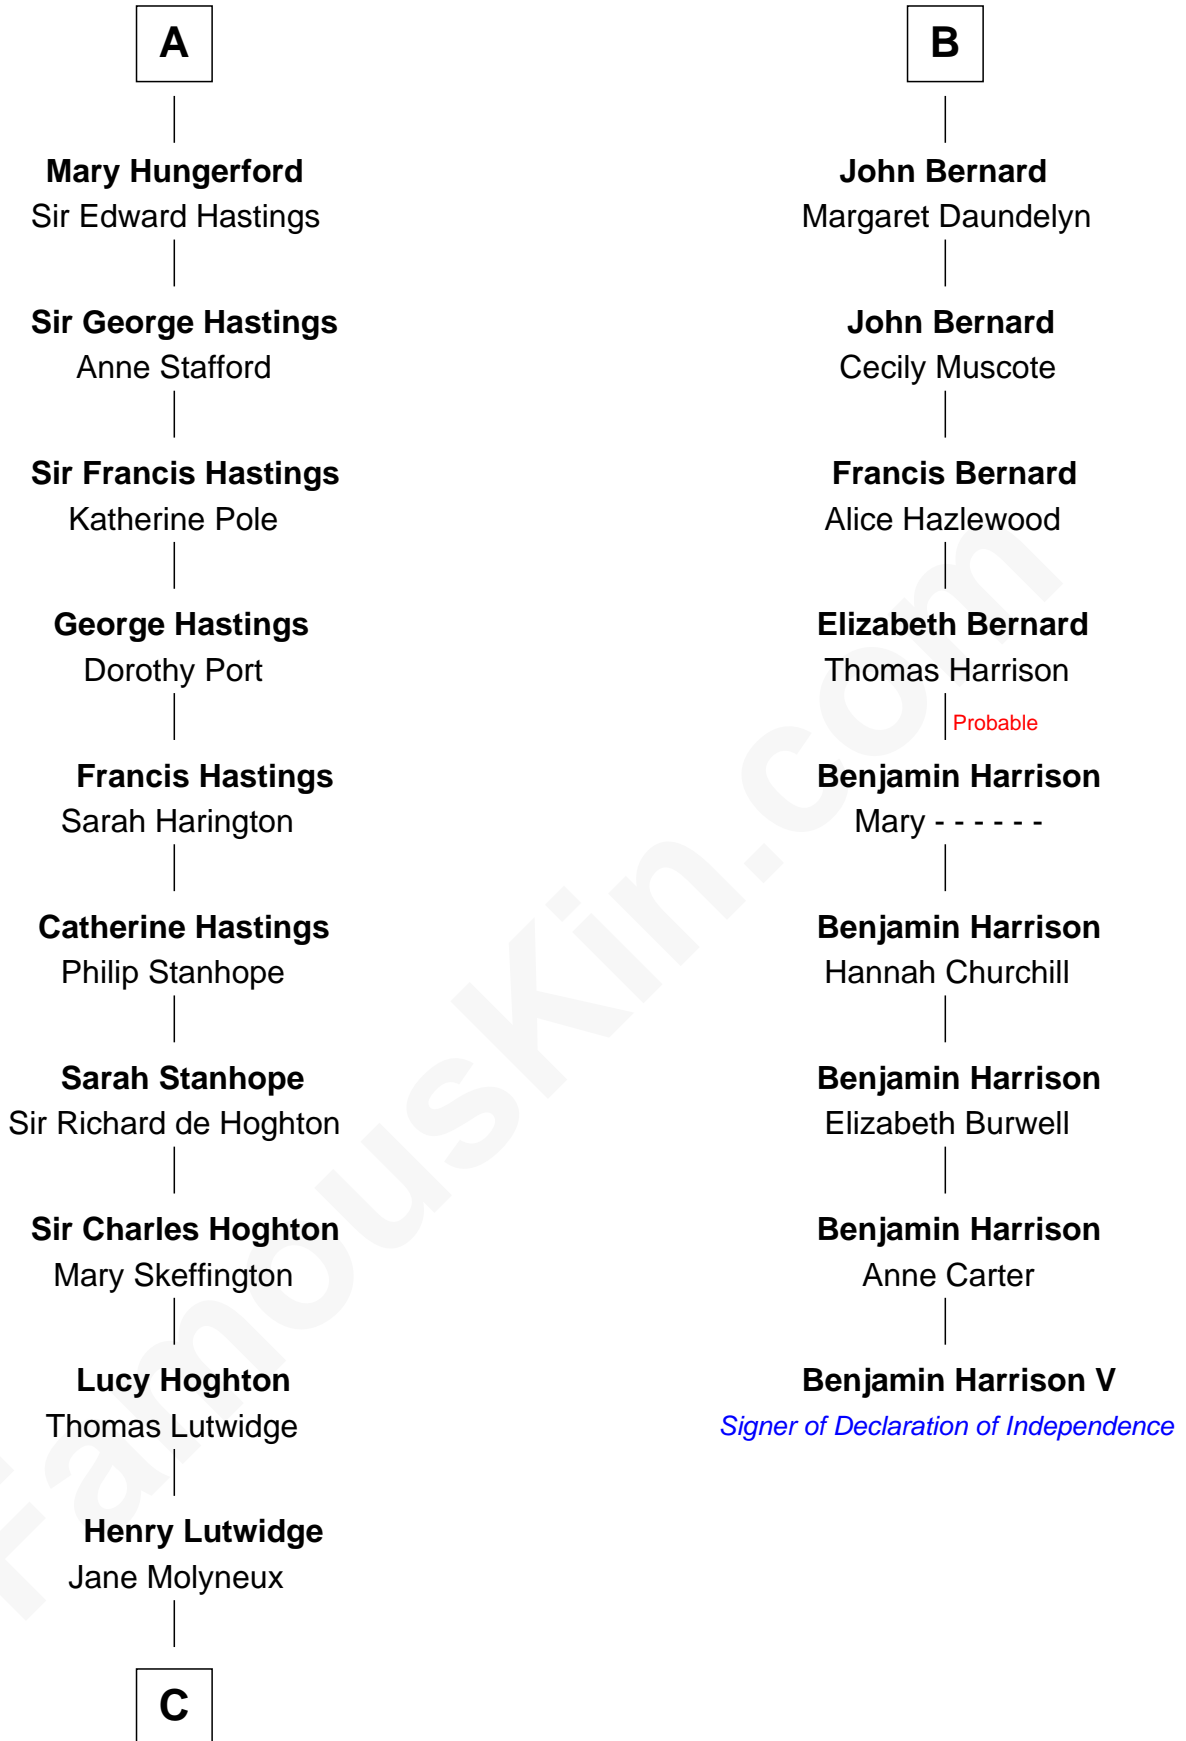 A
Mary Hungerford
Sir Edward Hastings
Sir George Hastings
Anne Stafford
Sir Francis Hastings
Katherine Pole
George Hastings
Dorothy Port
Francis Hastings
Sarah Harington
Catherine Hastings
Philip Stanhope
Sarah Stanhope
Sir Richard de Hoghton
Sir Charles Hoghton
Mary Skeffington
Lucy Hoghton
Thomas Lutwidge
Henry Lutwidge
Jane Molyneux
C
B
John Bernard
Margaret Daundelyn
John Bernard
Cecily Muscote
Francis Bernard
Alice Hazlewood
Elizabeth Bernard
Thomas Harrison
Probable
Benjamin Harrison
Mary - - - - - -
Benjamin Harrison
Hannah Churchill
Benjamin Harrison
Elizabeth Burwell
Benjamin Harrison
Anne Carter
Benjamin Harrison V
Signer of Declaration of Independence
FamousKin.com